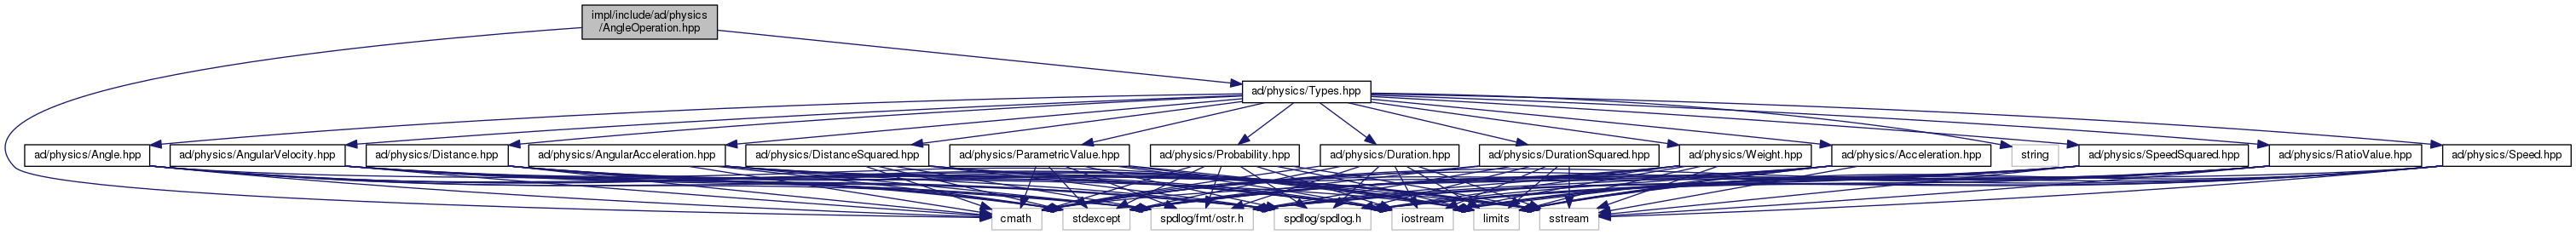 impl/include/ad/physics
/AngleOperation.hpp
ad/physics/Types.hpp
ad/physics/Angle.hpp
ad/physics/AngularVelocity.hpp
ad/physics/Distance.hpp
ad/physics/AngularAcceleration.hpp
ad/physics/DistanceSquared.hpp
ad/physics/ParametricValue.hpp
ad/physics/Probability.hpp
ad/physics/Duration.hpp
ad/physics/DurationSquared.hpp
ad/physics/Weight.hpp
ad/physics/Acceleration.hpp
string
ad/physics/SpeedSquared.hpp
ad/physics/RatioValue.hpp
ad/physics/Speed.hpp
cmath
stdexcept
spdlog/fmt/ostr.h
spdlog/spdlog.h
iostream
limits
sstream